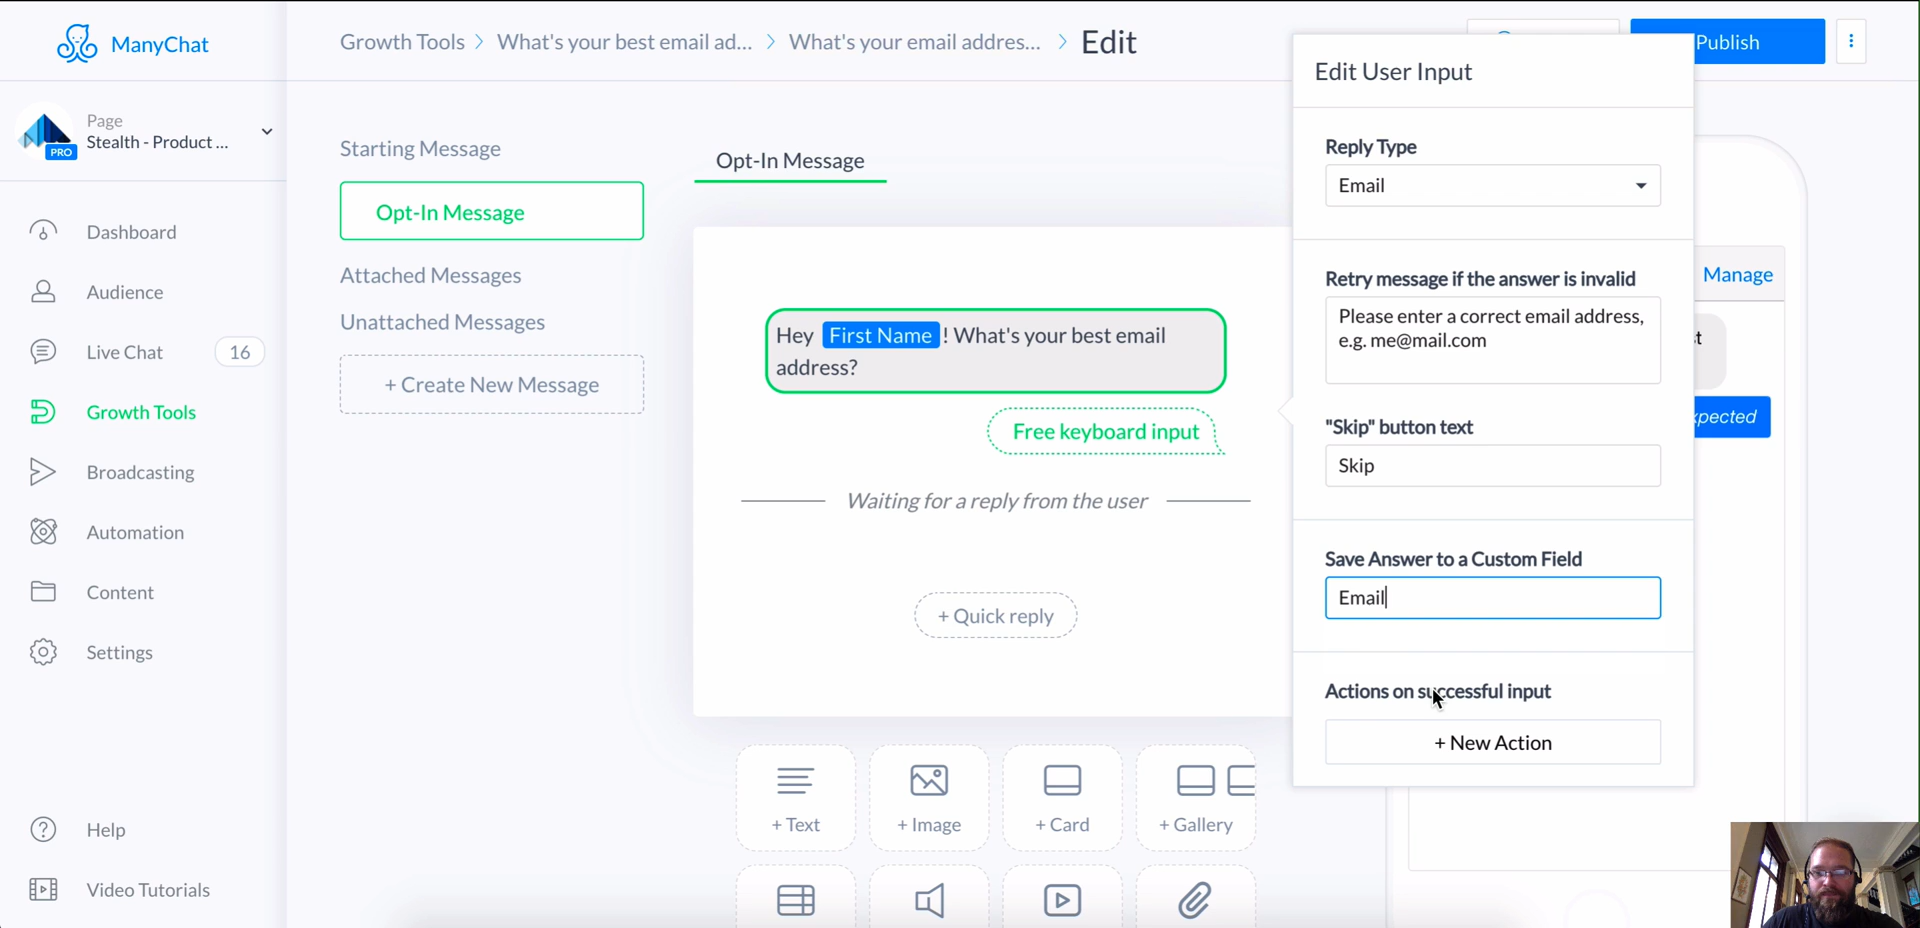 ManyChat
Growth Tools
What's your best email ad...
What's your email addres...
Edit
Publish
Page
Stealth - Product ...
PRO
Dashboard
Audience
Live Chat
16
Growth Tools
Broadcasting
Automation
Content
Settings
Help
Video Tutorials
Starting Message
Opt-In Message
Attached Messages
Unattached Messages
+ Create New Message
Opt-In Message
Hey First Name ! What's your best email
address?
Free keyboard input
Waiting for a reply from the user
+ Quick reply
+ Text
+ Image
+ Card
+ Gallery
Edit User Input
Reply Type
Email
Retry message if the answer is invalid
Please enter a correct email address,
e.g. me@mail.com
"Skip" button text
Skip
Save Answer to a Custom Field
Email
Actions on successful input
+ New Action
Manage